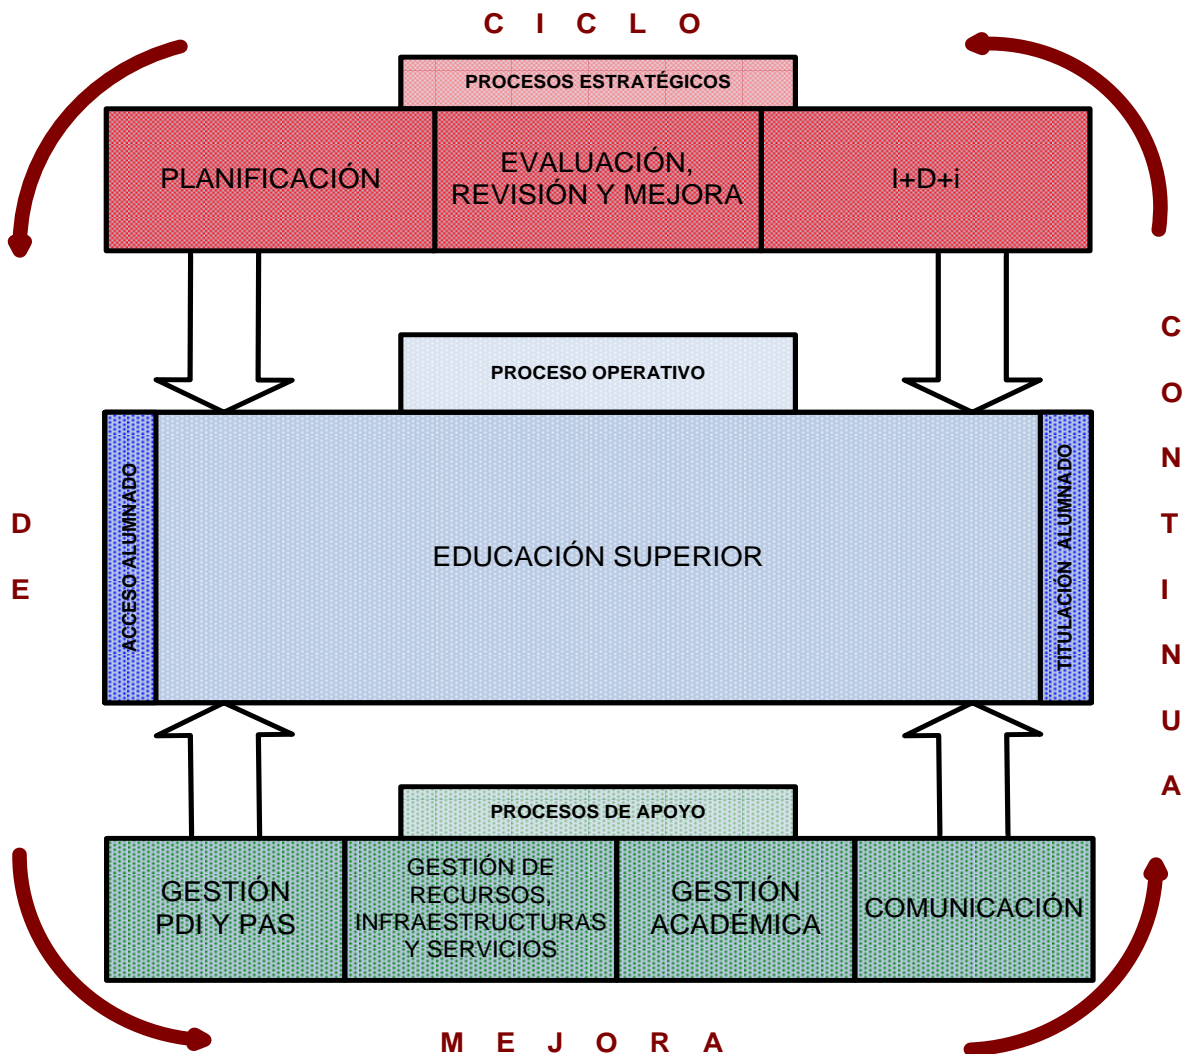 C I C L O
PROCESOS ESTRATÉGICOS
PLANIFICACIÓN
EVALUACIÓN,
REVISIÓN Y MEJORA
I+D+i
PROCESO OPERATIVO
ACCESO ALUMNADO
EDUCACIÓN SUPERIOR
TITULACIÓN ALUMNADO
D E
C O N T I N U A
PROCESOS DE APOYO
GESTIÓN
PDI Y PAS
GESTIÓN DE
RECURSOS,
INFRAESTRUCTURAS
Y SERVICIOS
GESTIÓN
ACADÉMICA
COMUNICACIÓN
M E J O R A